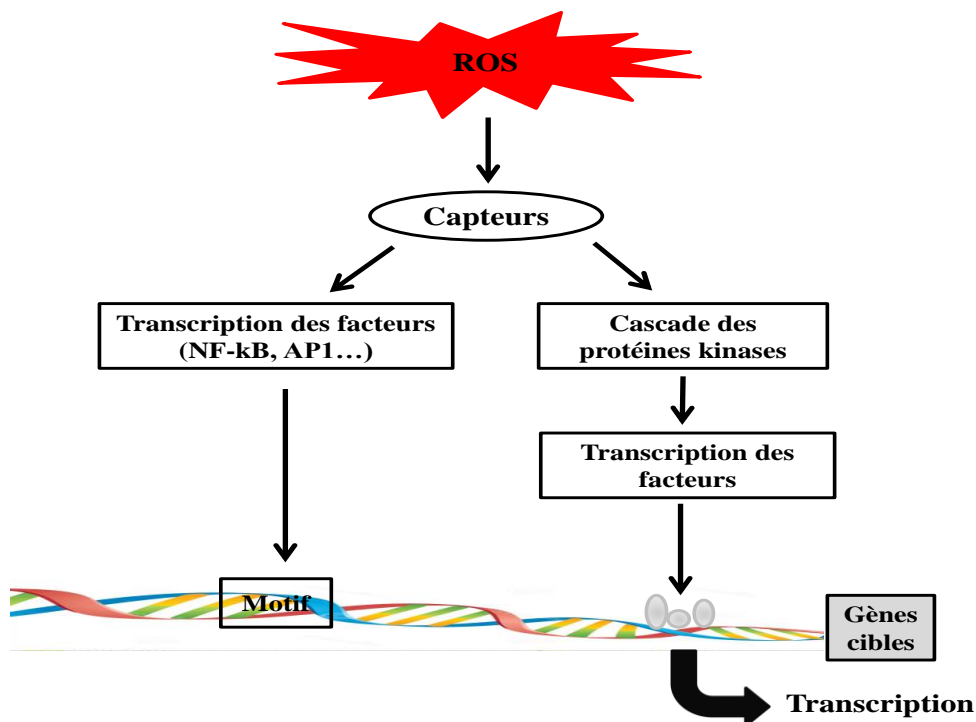 ROS
Capteurs
Transcription des facteurs
(NF-kB, AP1…)
Cascade des
protéines kinases
Transcription des
facteurs
Motif
Gènes
cibles
Transcription